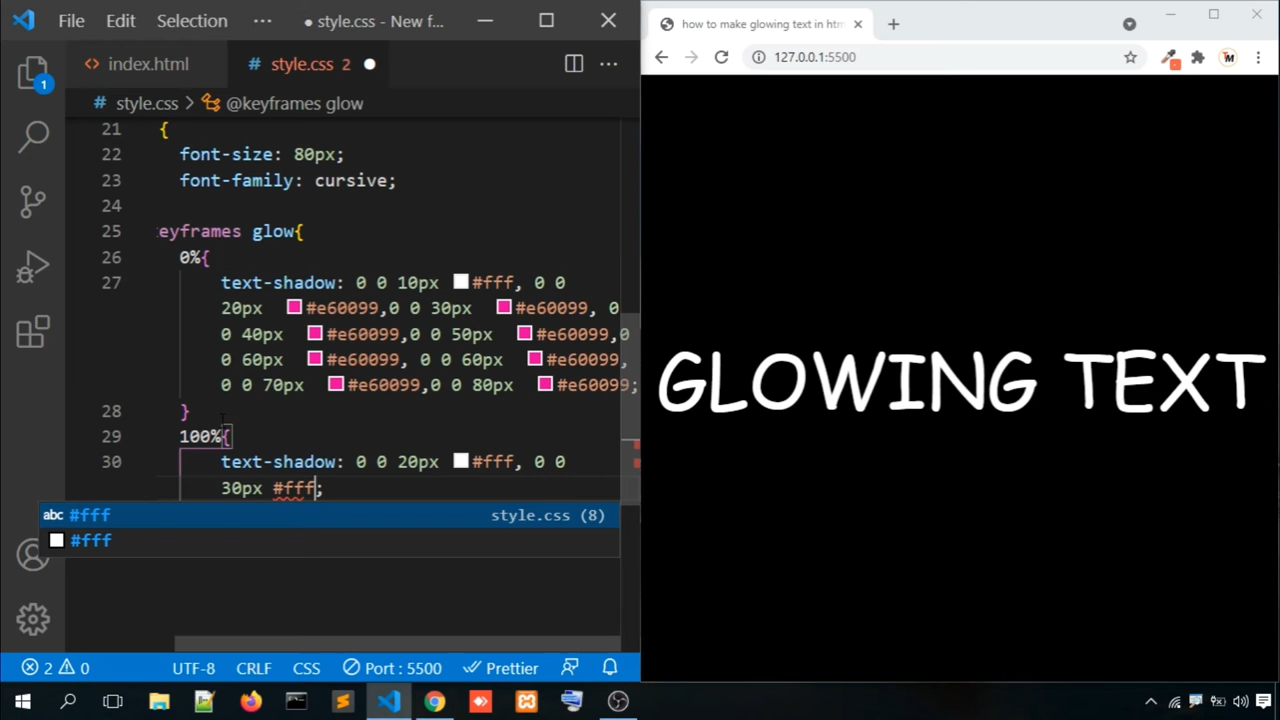 File Edit Selection ··· ● style.css - New f...
index.html
# style.css 2 ●
# style.css > @keyframes glow
21 {
22 font-size: 80px;
23 font-family: cursive;
24
25 eyframes glow{
26 0%{
27 text-shadow: 0 0 10px #fff, 0 0
20px #e60099,0 0 30px #e60099, 0
0 40px #e60099,0 0 50px #e60099,0
0 60px #e60099, 0 0 60px #e60099,
0 0 70px #e60099,0 0 80px #e60099;
28 }
29 100%{
30 text-shadow: 0 0 20px #fff, 0 0
30px #fff;
abc #fff style.css (8)
#fff
1
2 0 UTF-8 CRLF CSS Port : 5500 Prettier
how to make glowing text in htm
127.0.0.1:5500
TM
GLOWING TEXT